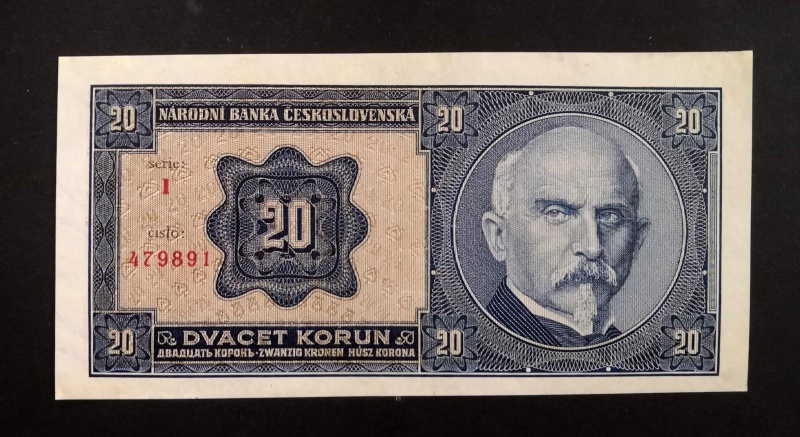 20 NÁRODNÍ BANKA ČESKOSLOVENSKÁ 20 20
serie:
I
20
číslo:
479891
20 DVACET KORUN 20 20
ДВАДЦАТЬ КОРОНЪ · ZWANZIG KRONEN HÚSZ KORONA